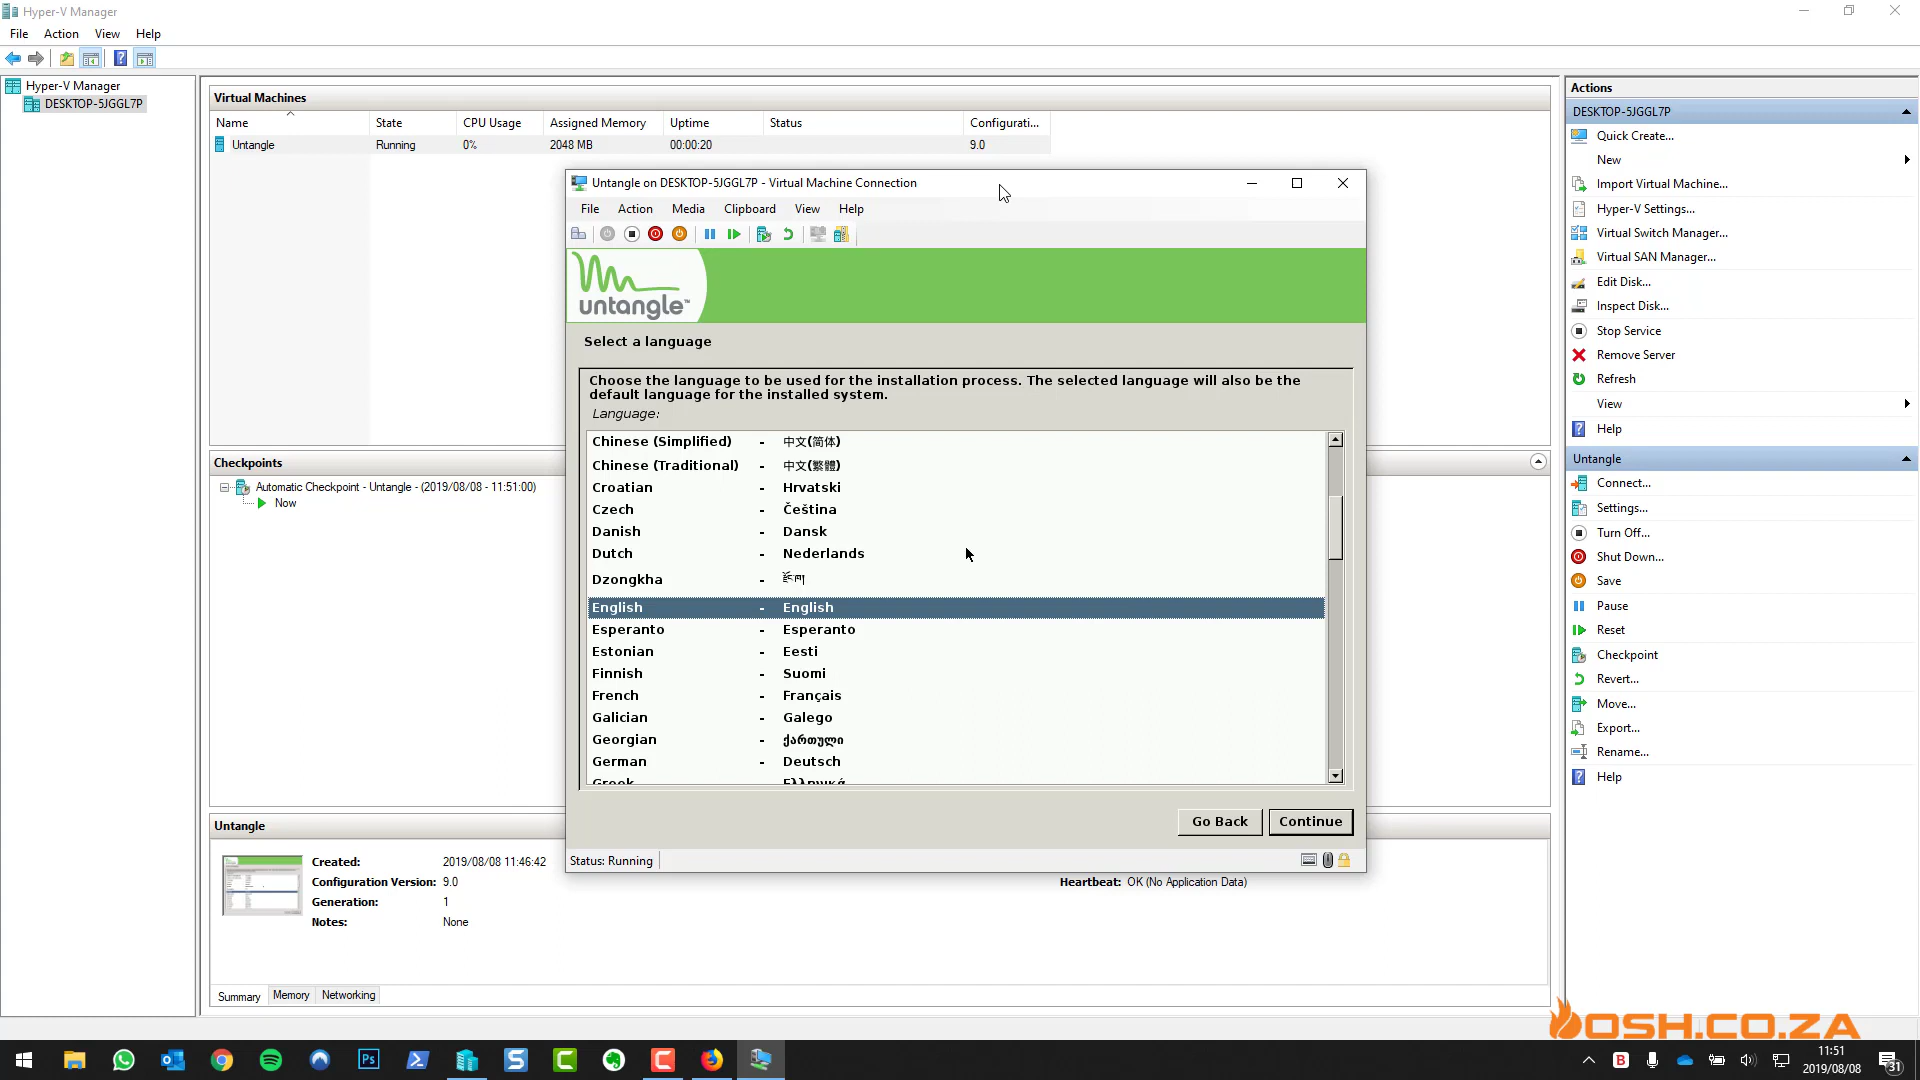 Hyper-V Manager
File Action View Help
Hyper-V Manager
DESKTOP-5JGGL7P
Virtual Machines
Name State CPU Usage Assigned Memory Uptime Status Configurati...
Untangle Running 0% 2048 MB 00:00:20 9.0
Untangle on DESKTOP-5JGGL7P - Virtual Machine Connection
File Action Media Clipboard View Help
untangle™
Select a language
Choose the language to be used for the installation process. The selected language will also be the
default language for the installed system.
Language:
Chinese (Simplified) - 中文(简体)
Chinese (Traditional) - 中文(繁體)
Croatian - Hrvatski
Czech - Čeština
Danish - Dansk
Dutch - Nederlands
Dzongkha - རྫོང་ཁ།
English - English
Esperanto - Esperanto
Estonian - Eesti
Finnish - Suomi
French - Français
Galician - Galego
Georgian - ქართული
German - Deutsch
Greek - Ελληνικά
Go Back Continue
Status: Running
Checkpoints
Automatic Checkpoint - Untangle - (2019/08/08 - 11:51:00)
Now
Untangle
Created: 2019/08/08 11:46:42
Configuration Version: 9.0
Generation: 1
Notes: None
Heartbeat: OK (No Application Data)
Summary Memory Networking
Actions
DESKTOP-5JGGL7P
Quick Create...
New
Import Virtual Machine...
Hyper-V Settings...
Virtual Switch Manager...
Virtual SAN Manager...
Edit Disk...
Inspect Disk...
Stop Service
Remove Server
Refresh
View
Help
Untangle
Connect...
Settings...
Turn Off...
Shut Down...
Save
Pause
Reset
Checkpoint
Revert...
Move...
Export...
Rename...
Help
OSH.CO.ZA
Ps
S
C
C
B
11:51
2019/08/08
31